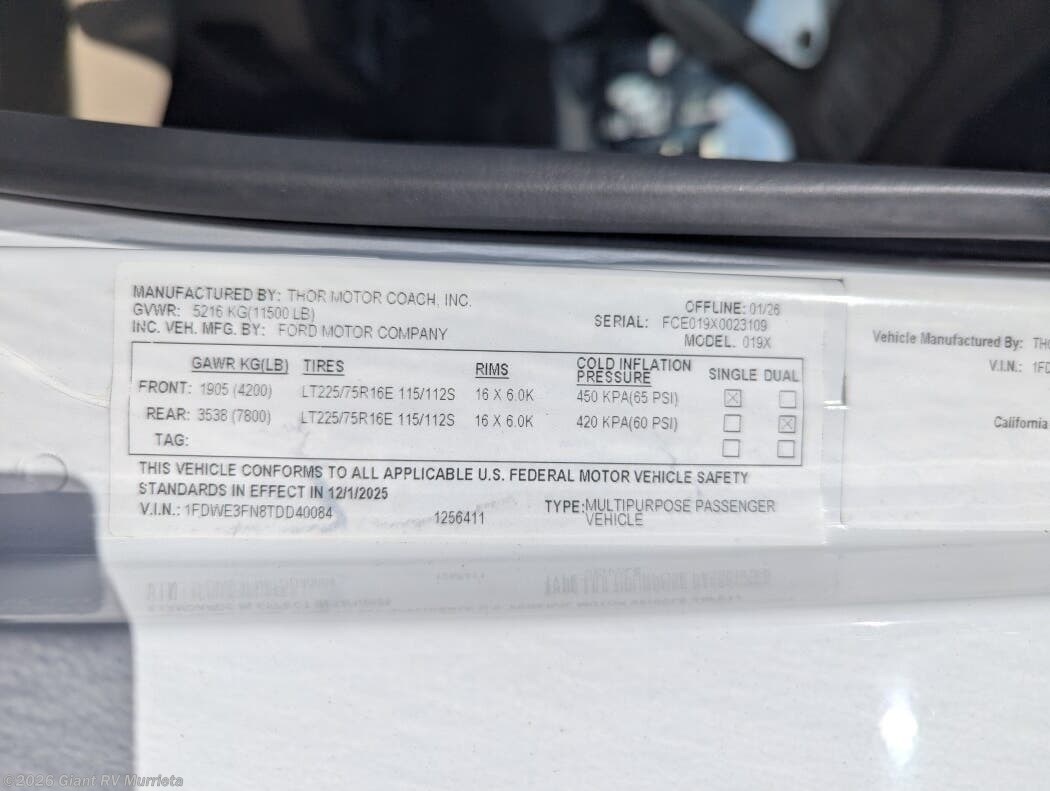 MANUFACTURED BY: THOR MOTOR COACH, INC.
GVWR: 5216 KG(11500 LB)
INC. VEH. MFG. BY: FORD MOTOR COMPANY
OFFLINE: 01/26
SERIAL: FCE019X0023109
MODEL. 019X
GAWR KG(LB) TIRES RIMS COLD INFLATION PRESSURE SINGLE DUAL
FRONT: 1905 (4200) LT225/75R16E 115/112S 16 X 6.0K 450 KPA(65 PSI) ☒ ☐
REAR: 3538 (7800) LT225/75R16E 115/112S 16 X 6.0K 420 KPA(60 PSI) ☐ ☒
TAG: ☐ ☐
THIS VEHICLE CONFORMS TO ALL APPLICABLE U.S. FEDERAL MOTOR VEHICLE SAFETY
STANDARDS IN EFFECT IN 12/1/2025
V.I.N.: 1FDWE3FN8TDD40084 1256411 TYPE: MULTIPURPOSE PASSENGER
VEHICLE
Vehicle Manufactured By: TH
V.I.N.: 1FD
California
©2026 Giant RV Murrieta